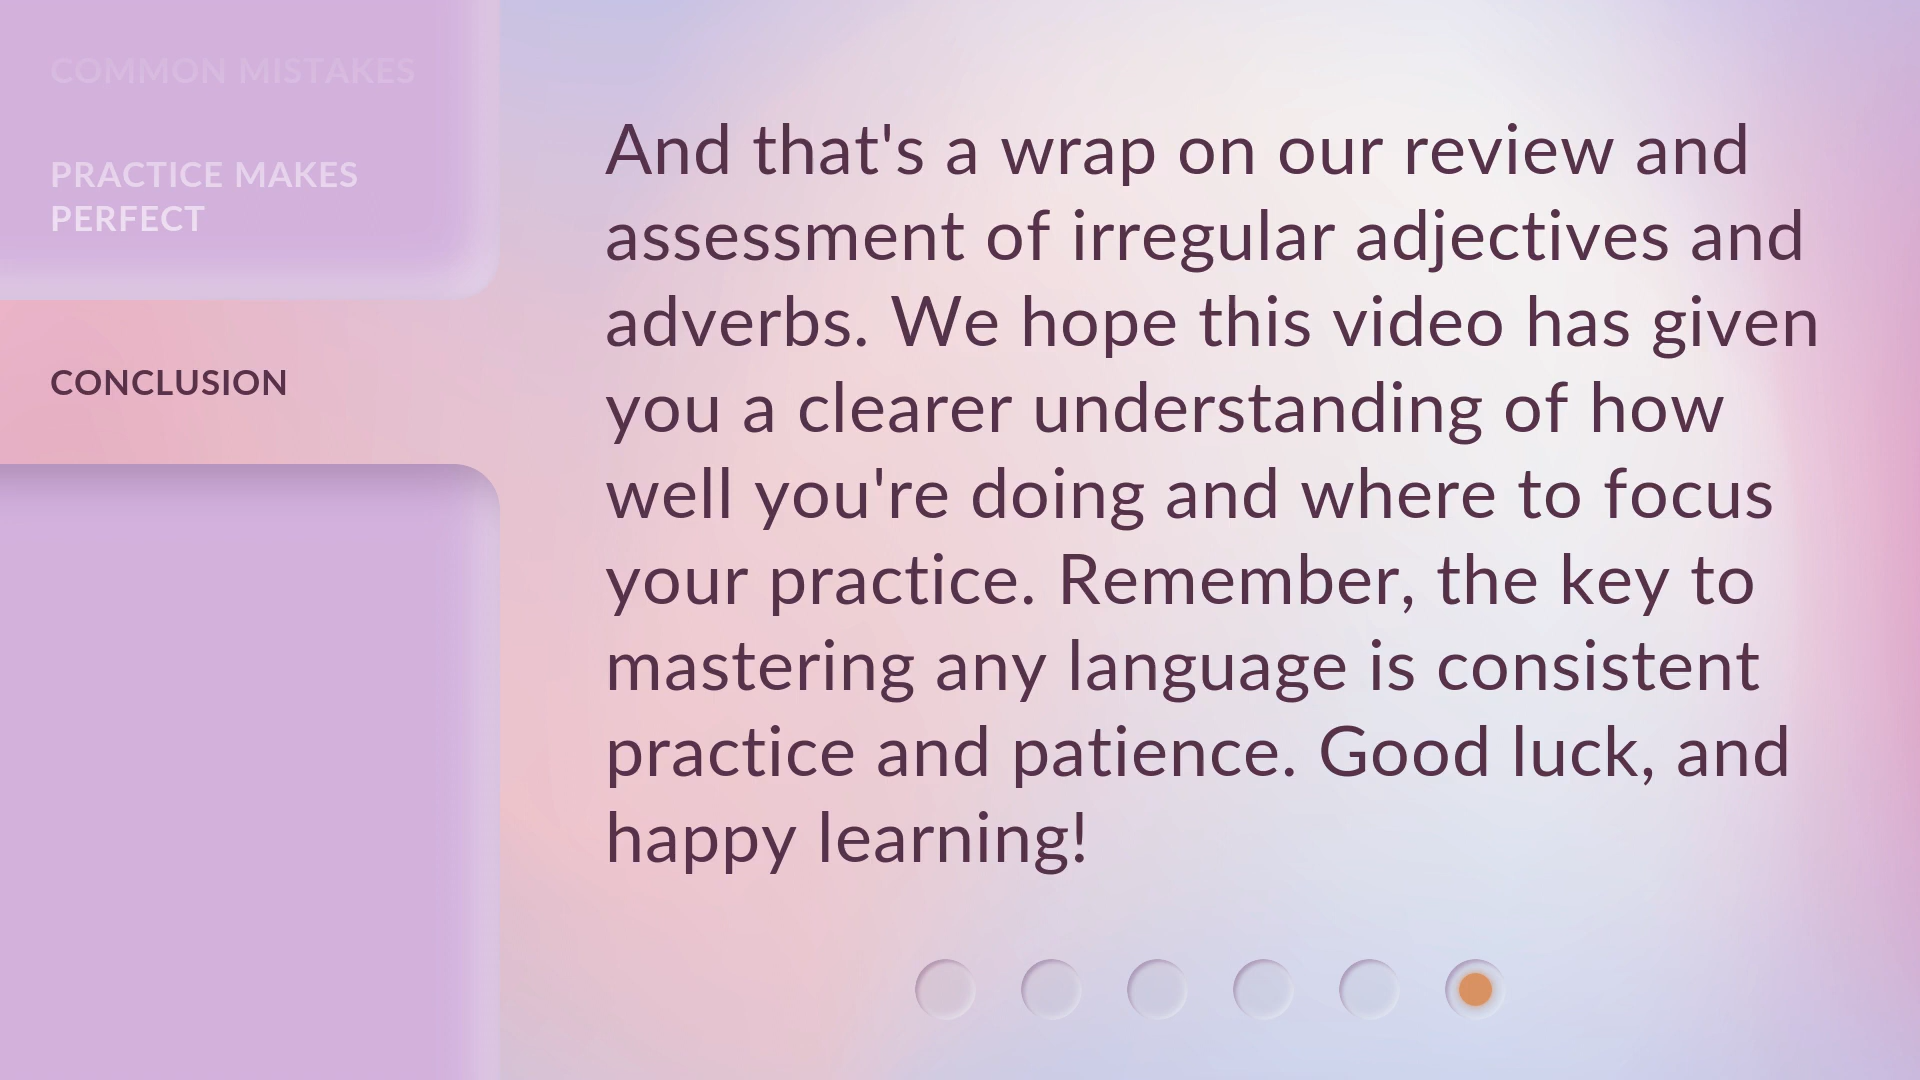 COMMON MISTAKES
PRACTICE MAKES
PERFECT
CONCLUSION
And that's a wrap on our review and
assessment of irregular adjectives and
adverbs. We hope this video has given
you a clearer understanding of how
well you're doing and where to focus
your practice. Remember, the key to
mastering any language is consistent
practice and patience. Good luck, and
happy learning!